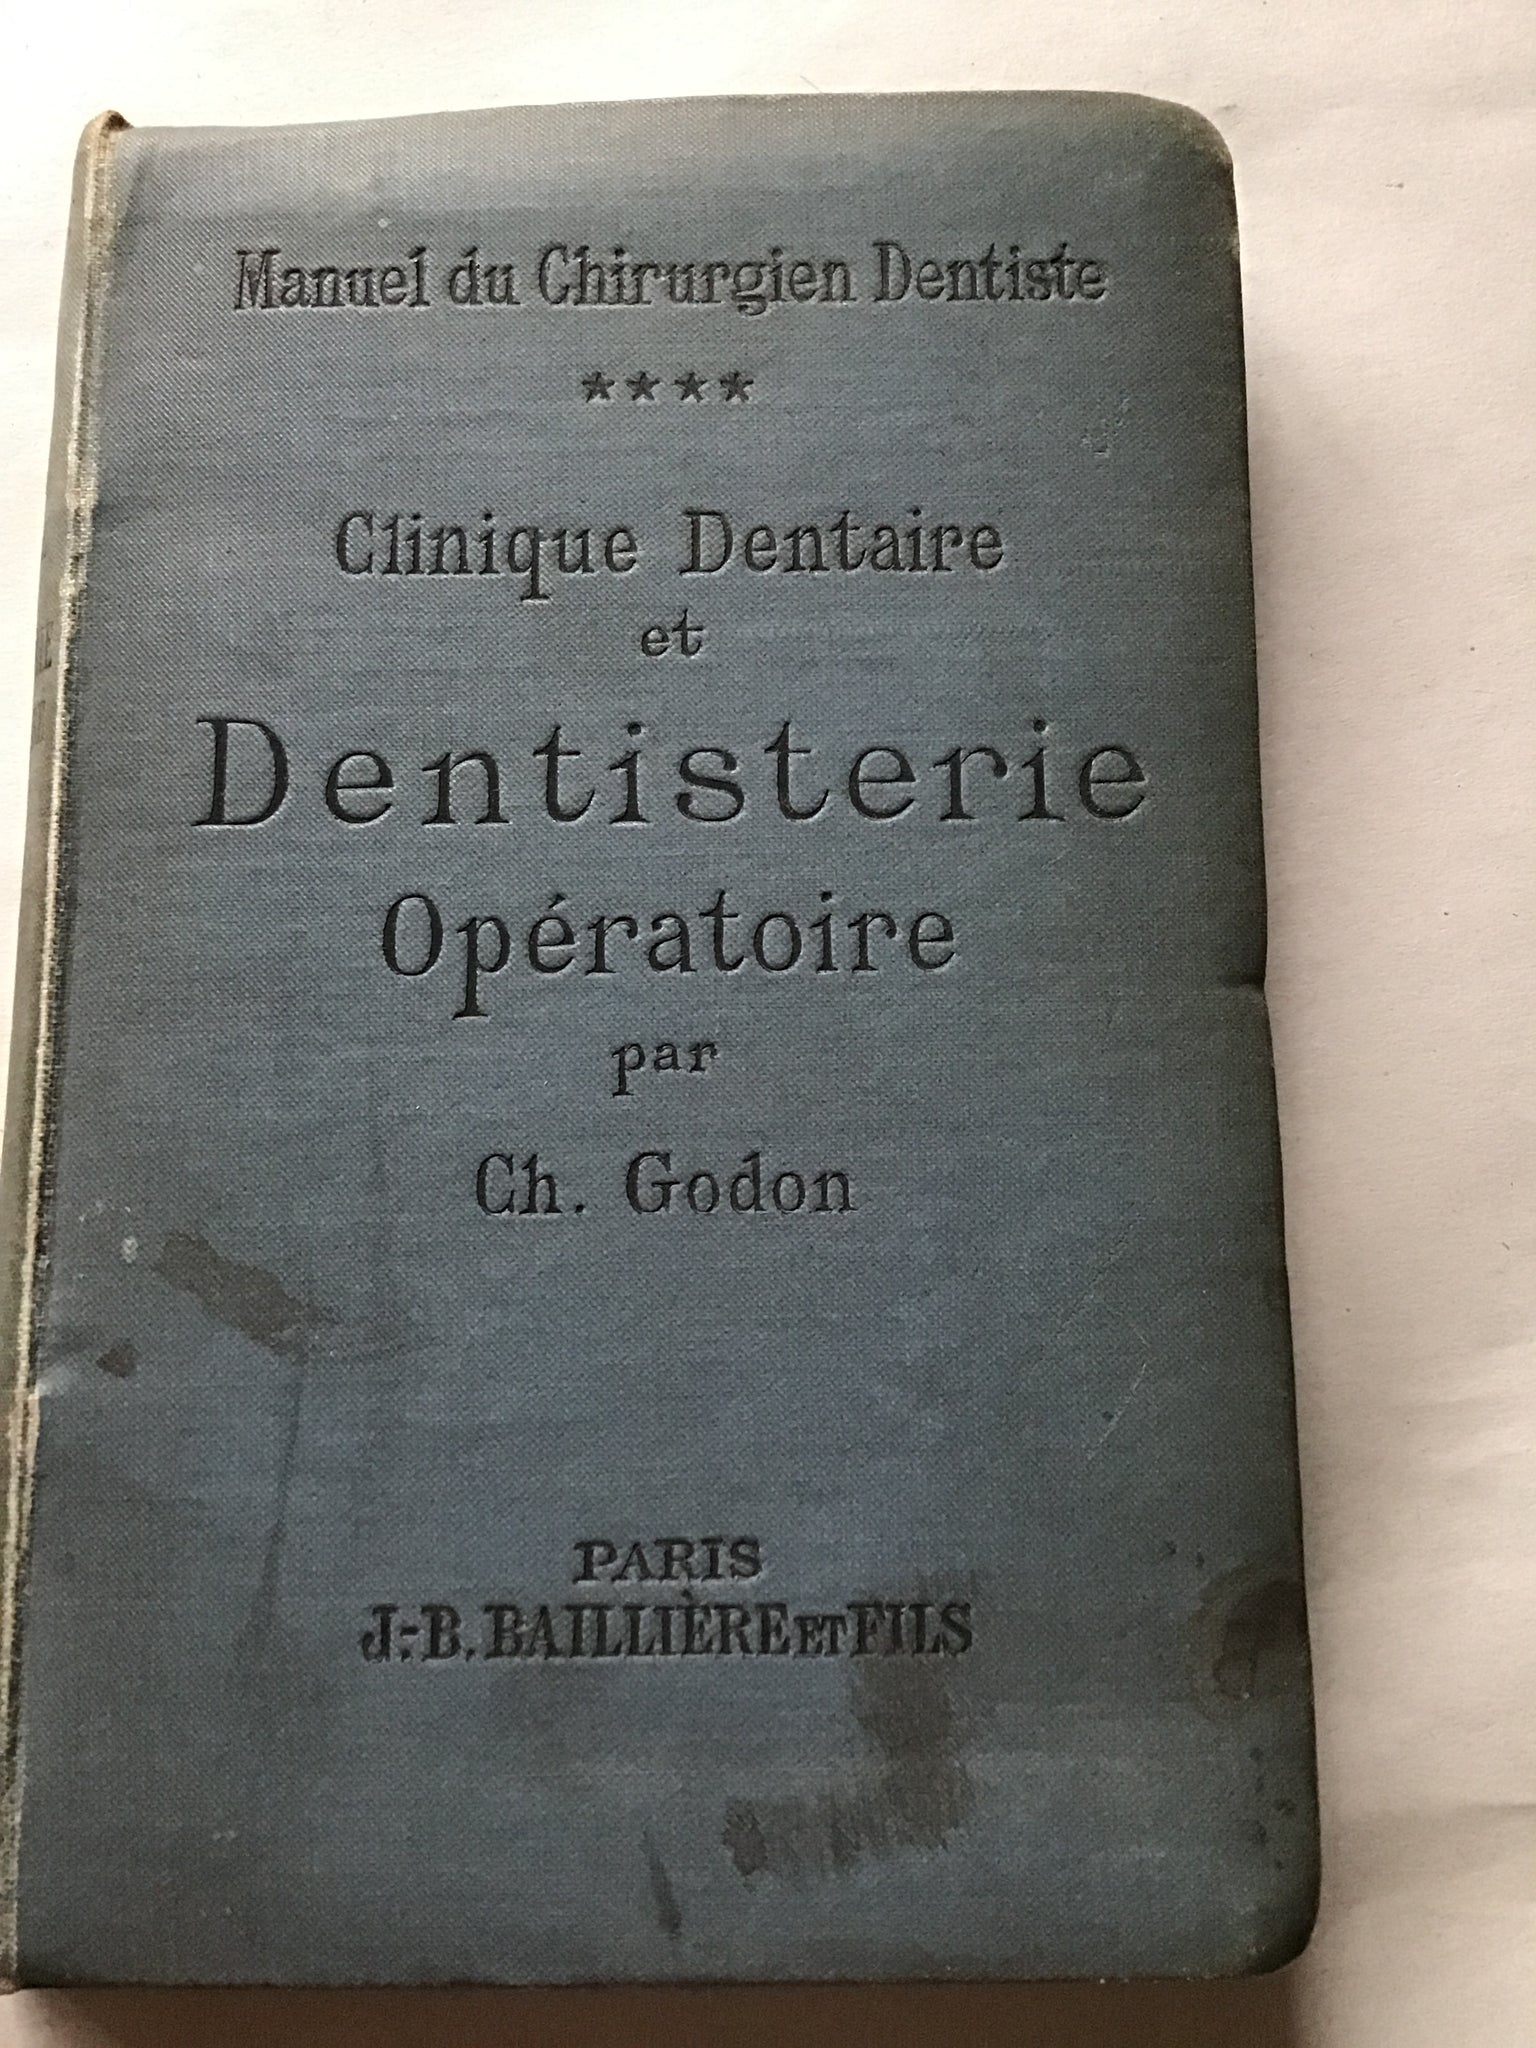 Manuel du Chirurgien Dentiste
★★★★
Clinique Dentaire
et
Dentisterie
Opératoire
par
Ch. Godon
PARIS
J.-B. BAILLIÈRE ET FILS